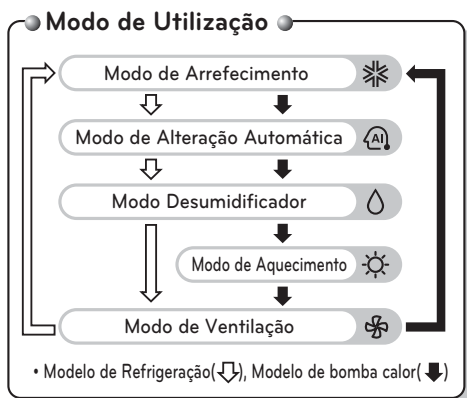 Modo de Utilização
Modo de Arrefecimento
Modo de Alteração Automática AI
Modo Desumidificador
Modo de Aquecimento
Modo de Ventilação
• Modelo de Refrigeração(⇩), Modelo de bomba calor(⬇)